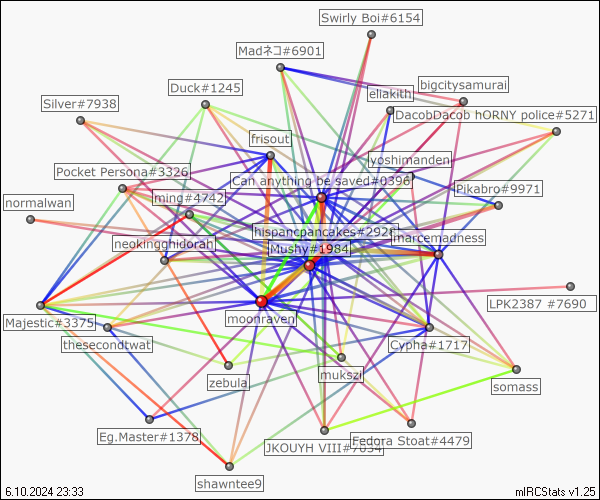 Swirly Boi#6154
Madネコ#6901
bigcitysamurai
Duck#1245
eliakith
Silver#7938
DacobDacob hORNY police#5271
frisout
lyoshimanden
Pocket Persona#3326
Can anything be saved#0396
Pikabro#9971
ming#4742
normalwan
hispancpancakes#292
marcemadness
neokingghidorah
Mushy#1984
LPK2387 #7690
Majestic#3375
moonraven
thesecondtwat
Cypha#1717
zebula
mukszi
somass
Eg.Master#1378
JKOUYH VIII
Fedora Stoat#4479
shawntee9
6.10.2024 23:33
mIRCStats v1.25